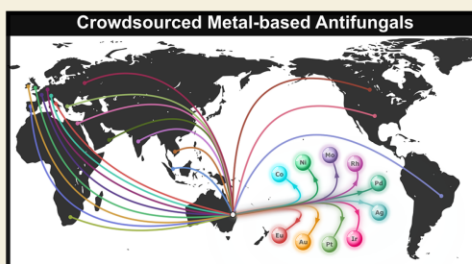 Crowdsourced Metal-based Antifungals
Co
Ni
Mo
Rh
Pd
Ag
Eu
Au
Pt
Ir